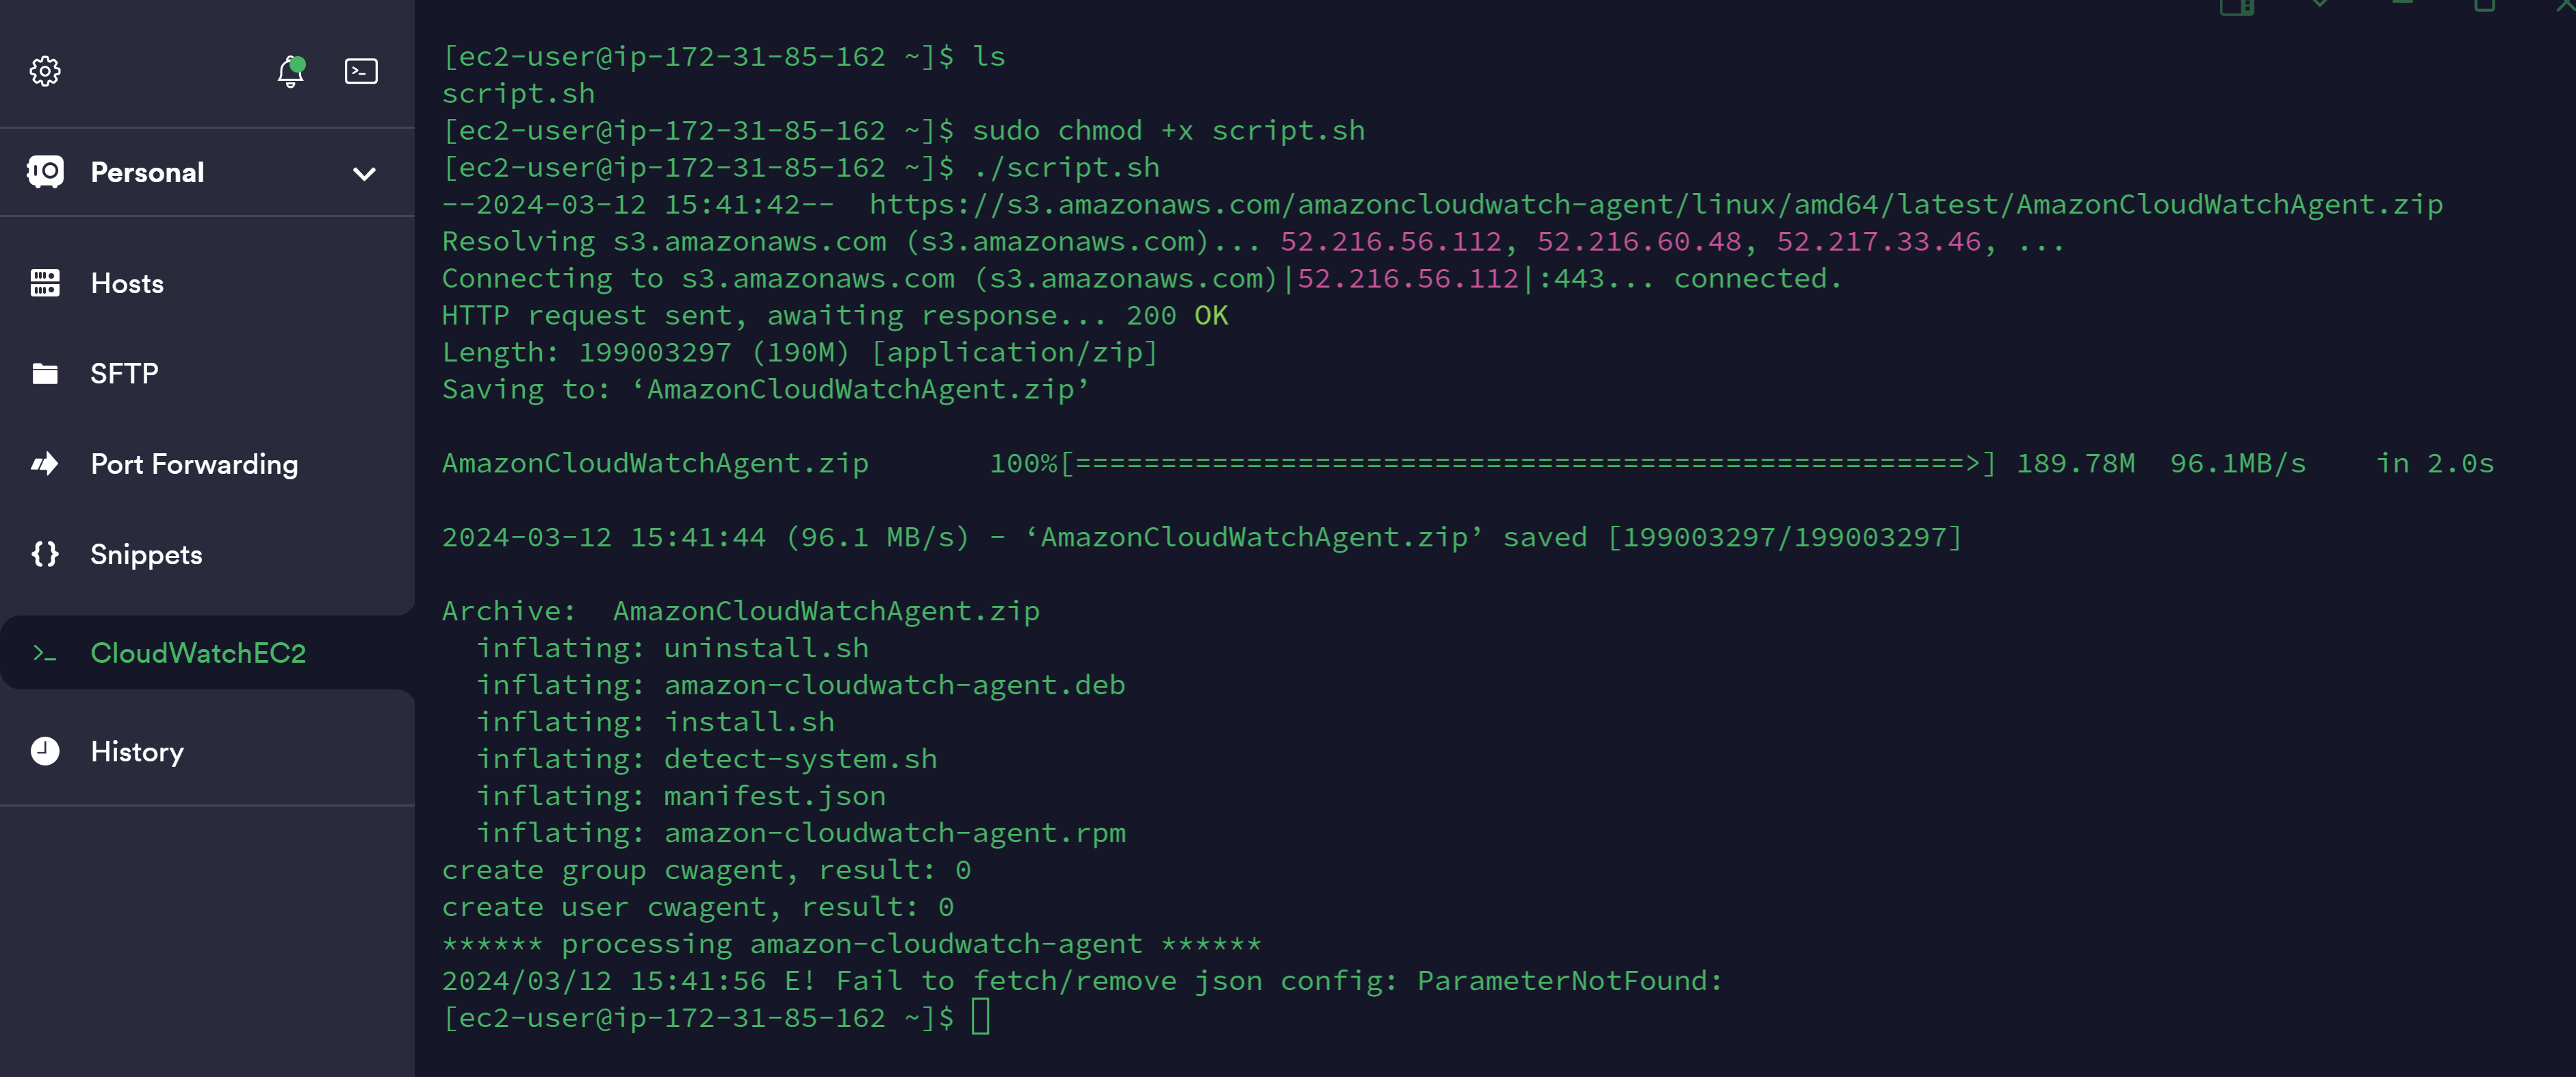 Personal
Hosts
SFTP
Port Forwarding
Snippets
CloudWatchEC2
History
[ec2-user@ip-172-31-85-162 ~]$ ls
script.sh
[ec2-user@ip-172-31-85-162 ~]$ sudo chmod +x script.sh
[ec2-user@ip-172-31-85-162 ~]$ ./script.sh
--2024-03-12 15:41:42--  https://s3.amazonaws.com/amazoncloudwatch-agent/linux/amd64/latest/AmazonCloudWatchAgent.zip
Resolving s3.amazonaws.com (s3.amazonaws.com)... 52.216.56.112, 52.216.60.48, 52.217.33.46, ...
Connecting to s3.amazonaws.com (s3.amazonaws.com)|52.216.56.112|:443... connected.
HTTP request sent, awaiting response... 200 OK
Length: 199003297 (190M) [application/zip]
Saving to: ‘AmazonCloudWatchAgent.zip’
AmazonCloudWatchAgent.zip       100%[====================================================>] 189.78M  96.1MB/s    in 2.0s
2024-03-12 15:41:44 (96.1 MB/s) - ‘AmazonCloudWatchAgent.zip’ saved [199003297/199003297]
Archive:  AmazonCloudWatchAgent.zip
  inflating: uninstall.sh
  inflating: amazon-cloudwatch-agent.deb
  inflating: install.sh
  inflating: detect-system.sh
  inflating: manifest.json
  inflating: amazon-cloudwatch-agent.rpm
create group cwagent, result: 0
create user cwagent, result: 0
****** processing amazon-cloudwatch-agent ******
2024/03/12 15:41:56 E! Fail to fetch/remove json config: ParameterNotFound:
[ec2-user@ip-172-31-85-162 ~]$